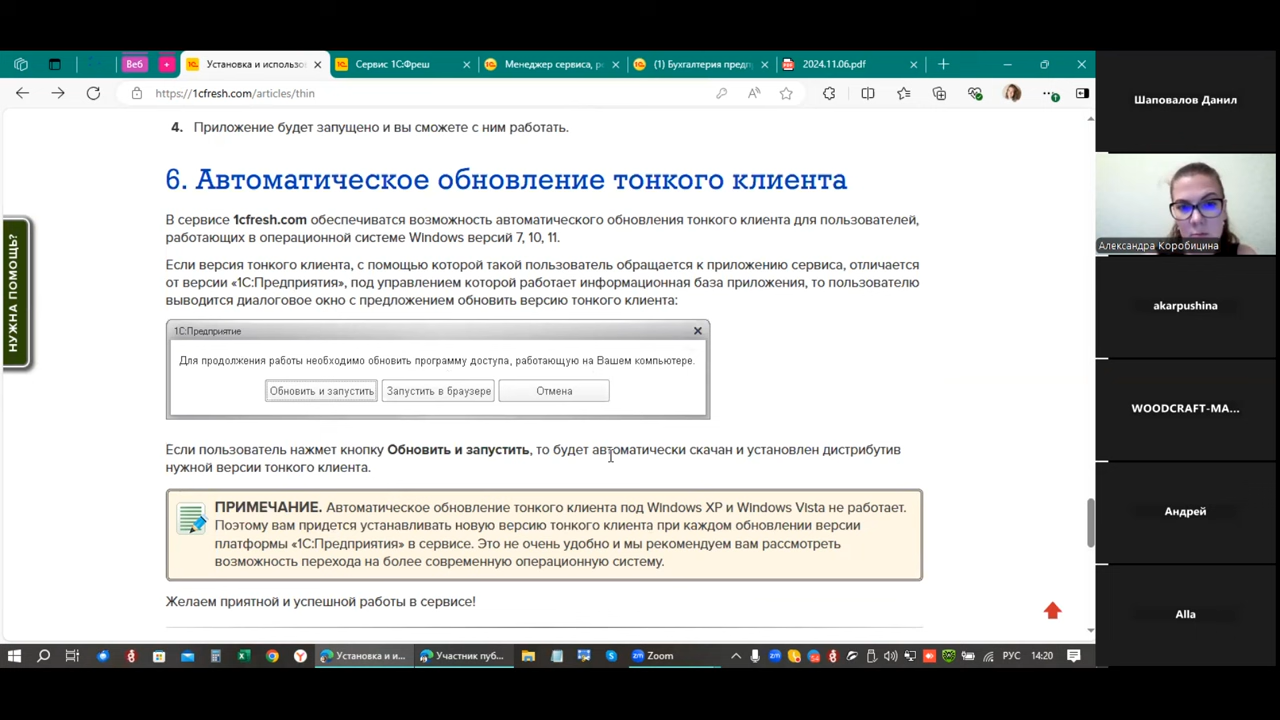 Веб
+
Установка и использо
Сервис 1С:Фреш
Менеджер сервиса, р
(1) Бухгалтерия предп
2024.11.06.pdf
https://1cfresh.com/articles/thin
4. Приложение будет запущено и вы сможете с ним работать.
6. Автоматическое обновление тонкого клиента
В сервисе 1cfresh.com обеспечиватся возможность автоматического обновления тонкого клиента для пользователей,
работающих в операционной системе Windows версий 7, 10, 11.
Если версия тонкого клиента, с помощью которой такой пользователь обращается к приложению сервиса, отличается
от версии «1С:Предприятия», под управлением которой работает информационная база приложения, то пользователю
выводится диалоговое окно с предложением обновить версию тонкого клиента:
1С:Предприятие
Для продолжения работы необходимо обновить программу доступа, работающую на Вашем компьютере.
Обновить и запустить
Запустить в браузере
Отмена
Если пользователь нажмет кнопку Обновить и запустить, то будет автоматически скачан и установлен дистрибутив
нужной версии тонкого клиента.
ПРИМЕЧАНИЕ. Автоматическое обновление тонкого клиента под Windows XP и Windows Vista не работает.
Поэтому вам придется устанавливать новую версию тонкого клиента при каждом обновлении версии
платформы «1С:Предприятия» в сервисе. Это не очень удобно и мы рекомендуем вам рассмотреть
возможность перехода на более современную операционную систему.
Желаем приятной и успешной работы в сервисе!
НУЖНА ПОМОЩЬ?
Установка и и...
Участник пуб...
Zoom
РУС
14:20
Шаповалов Данил
Александра Коробицина
akarpushina
WOODCRAFT-MA...
Андрей
Alla